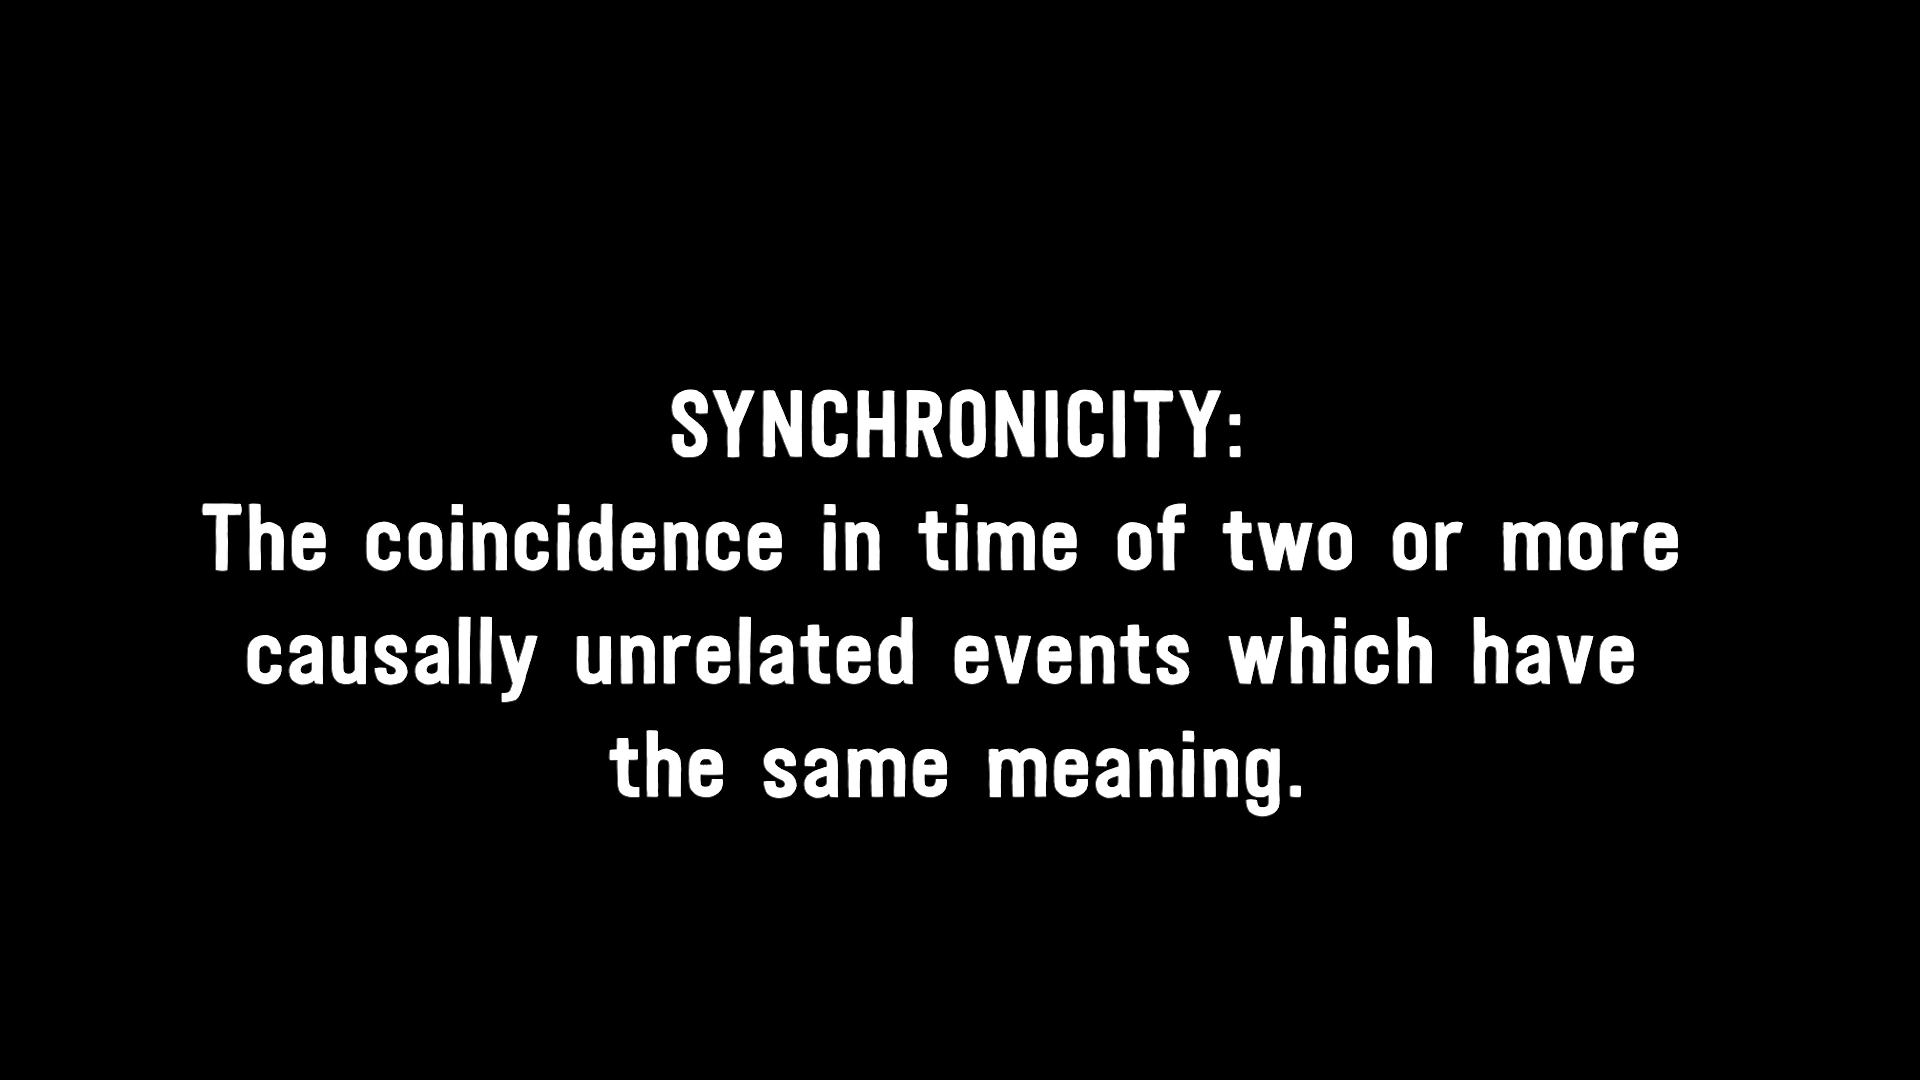 SYNCHRONICITY:
The coincidence in time of two or more
causally unrelated events which have
the same meaning.